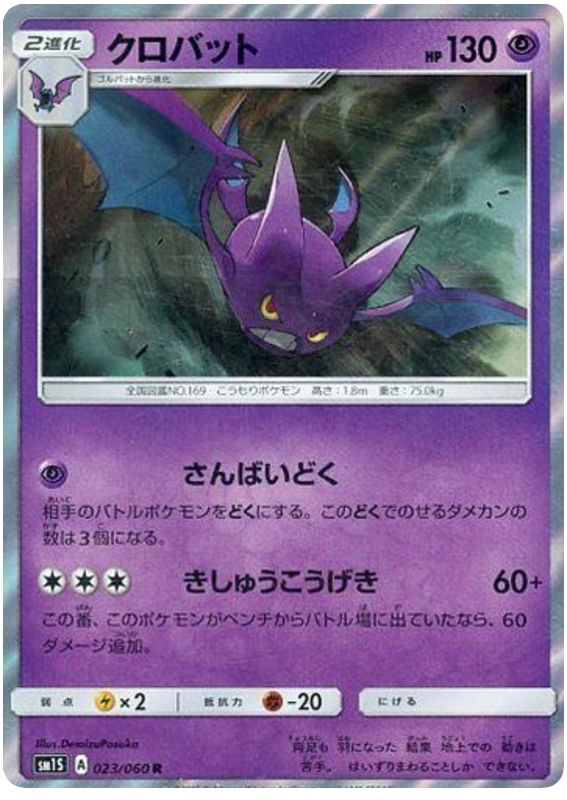 2進化
クロバット
HP 130
ゴルバットから進化
全国図鑑NO.169 こうもりポケモン 高さ:1.8m 重さ:75.0kg
さんばいどく
相手のバトルポケモンをどくにする。このどくでのせるダメカンの
数は3個になる。
きしゅうこうげき 60+
この番、このポケモンがベンチからバトル場に出ていたなら、60
ダメージ追加。
弱点 ×2 抵抗力 -20 にげる
Illus.DemizuPosuka
SM1S A 023/060 R
両足も 羽になった 結果 地上での 動きは
苦手。 はいずりまわることしか できない。